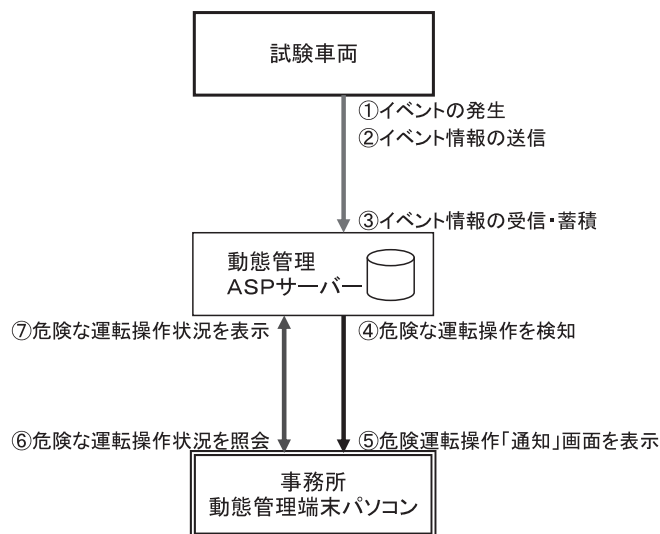 試験車両
①イベントの発生
②イベント情報の送信
③イベント情報の受信・蓄積
動態管理
ASPサーバー
⑦危険な運転操作状況を表示
④危険な運転操作を検知
⑥危険な運転操作状況を照会
⑤危険運転操作「通知」画面を表示
事務所
動態管理端末パソコン